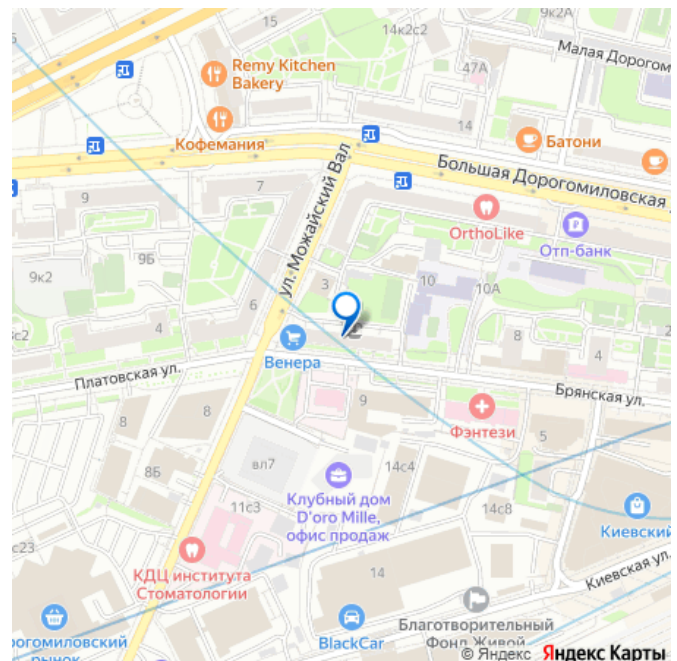 9к2А
14к2с2
Малая Дорогом
Remy Kitchen
Bakery
47А
14
Кофемания
Батони
Большая Дорогомиловская
ул. Можайский Вал
9
7
OrthoLike
Отп-банк
9Б
9к2
3
10
10А
6
4
8
4
Венера
Платовская ул.
Брянская ул.
9
8
8
Фэнтези
5
8Б
вл7
14с4
Клубный дом
D'oro Mille,
офис продаж
11с3
14с8
Киевский
КДЦ института
Стоматологии
14
Киевская ул.
с23
Благотворительный
Фонд Живой
рогомиловский
рынок
BlackCar
© Яндекс Яндекс Карты